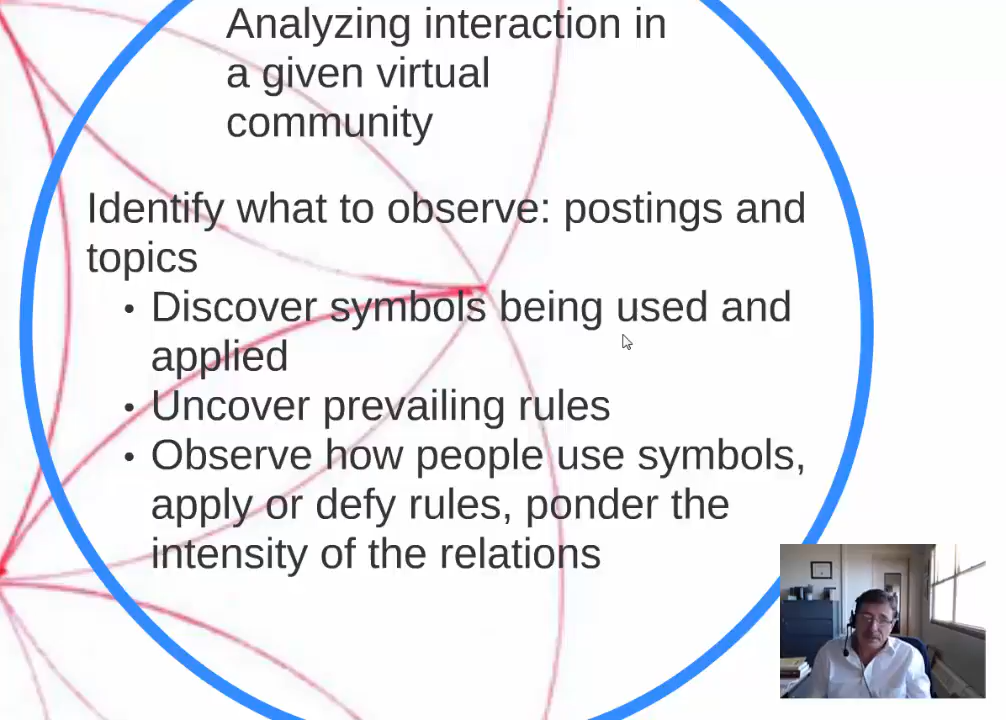 Analyzing interaction in
a given virtual
community
Identify what to observe: postings and
topics
• Discover symbols being used and
applied
• Uncover prevailing rules
• Observe how people use symbols,
apply or defy rules, ponder the
intensity of the relations